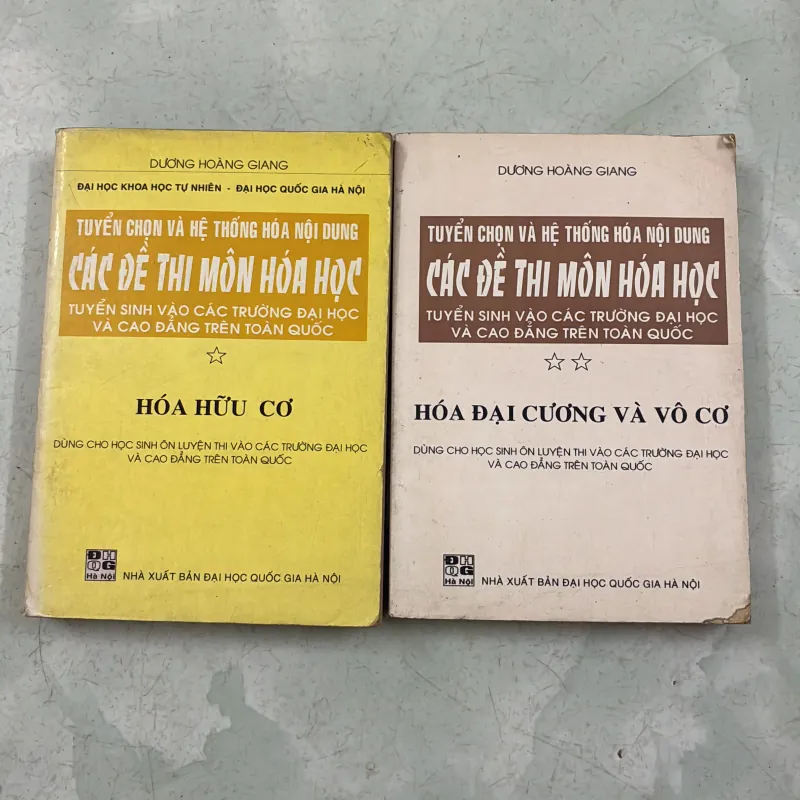 DƯƠNG HOÀNG GIANG
ĐẠI HỌC KHOA HỌC TỰ NHIÊN - ĐẠI HỌC QUỐC GIA HÀ NỘI
TUYỂN CHỌN VÀ HỆ THỐNG HÓA NỘI DUNG
CÁC ĐỀ THI MÔN HÓA HỌC
TUYỂN SINH VÀO CÁC TRƯỜNG ĐẠI HỌC
VÀ CAO ĐẲNG TRÊN TOÀN QUỐC
HÓA HỮU CƠ
DÙNG CHO HỌC SINH ÔN LUYỆN THI VÀO CÁC TRƯỜNG ĐẠI HỌC
VÀ CAO ĐẲNG TRÊN TOÀN QUỐC
ĐH
QG
Hà Nội
NHÀ XUẤT BẢN ĐẠI HỌC QUỐC GIA HÀ NỘI
DƯƠNG HOÀNG GIANG
TUYỂN CHỌN VÀ HỆ THỐNG HÓA NỘI DUNG
CÁC ĐỀ THI MÔN HÓA HỌC
TUYỂN SINH VÀO CÁC TRƯỜNG ĐẠI HỌC
VÀ CAO ĐẲNG TRÊN TOÀN QUỐC
HÓA ĐẠI CƯƠNG VÀ VÔ CƠ
DÙNG CHO HỌC SINH ÔN LUYỆN THI VÀO CÁC TRƯỜNG ĐẠI HỌC
VÀ CAO ĐẲNG TRÊN TOÀN QUỐC
ĐH
QG
Hà Nội
NHÀ XUẤT BẢN ĐẠI HỌC QUỐC GIA HÀ NỘI